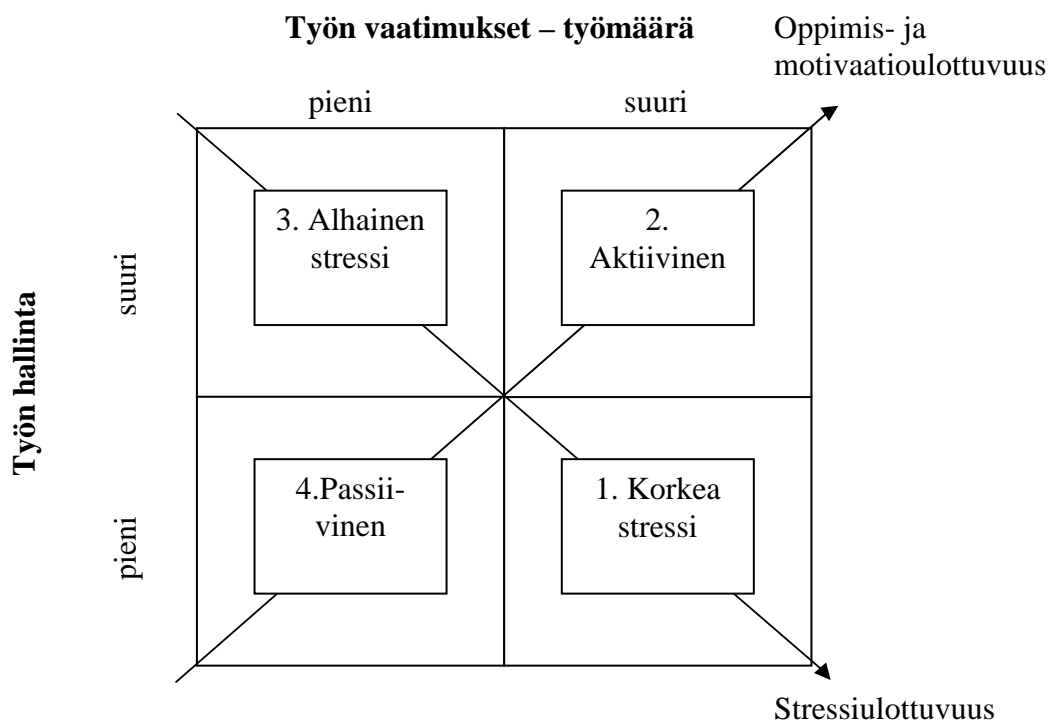 Työn vaatimukset – työmäärä
Oppimis- ja
motivaatioulottuvuus
pieni
suuri
Työn hallinta
suuri
3. Alhainen
stressi
2.
Aktiivinen
pieni
4.Passii-
vinen
1. Korkea
stressi
Stressiulottuvuus